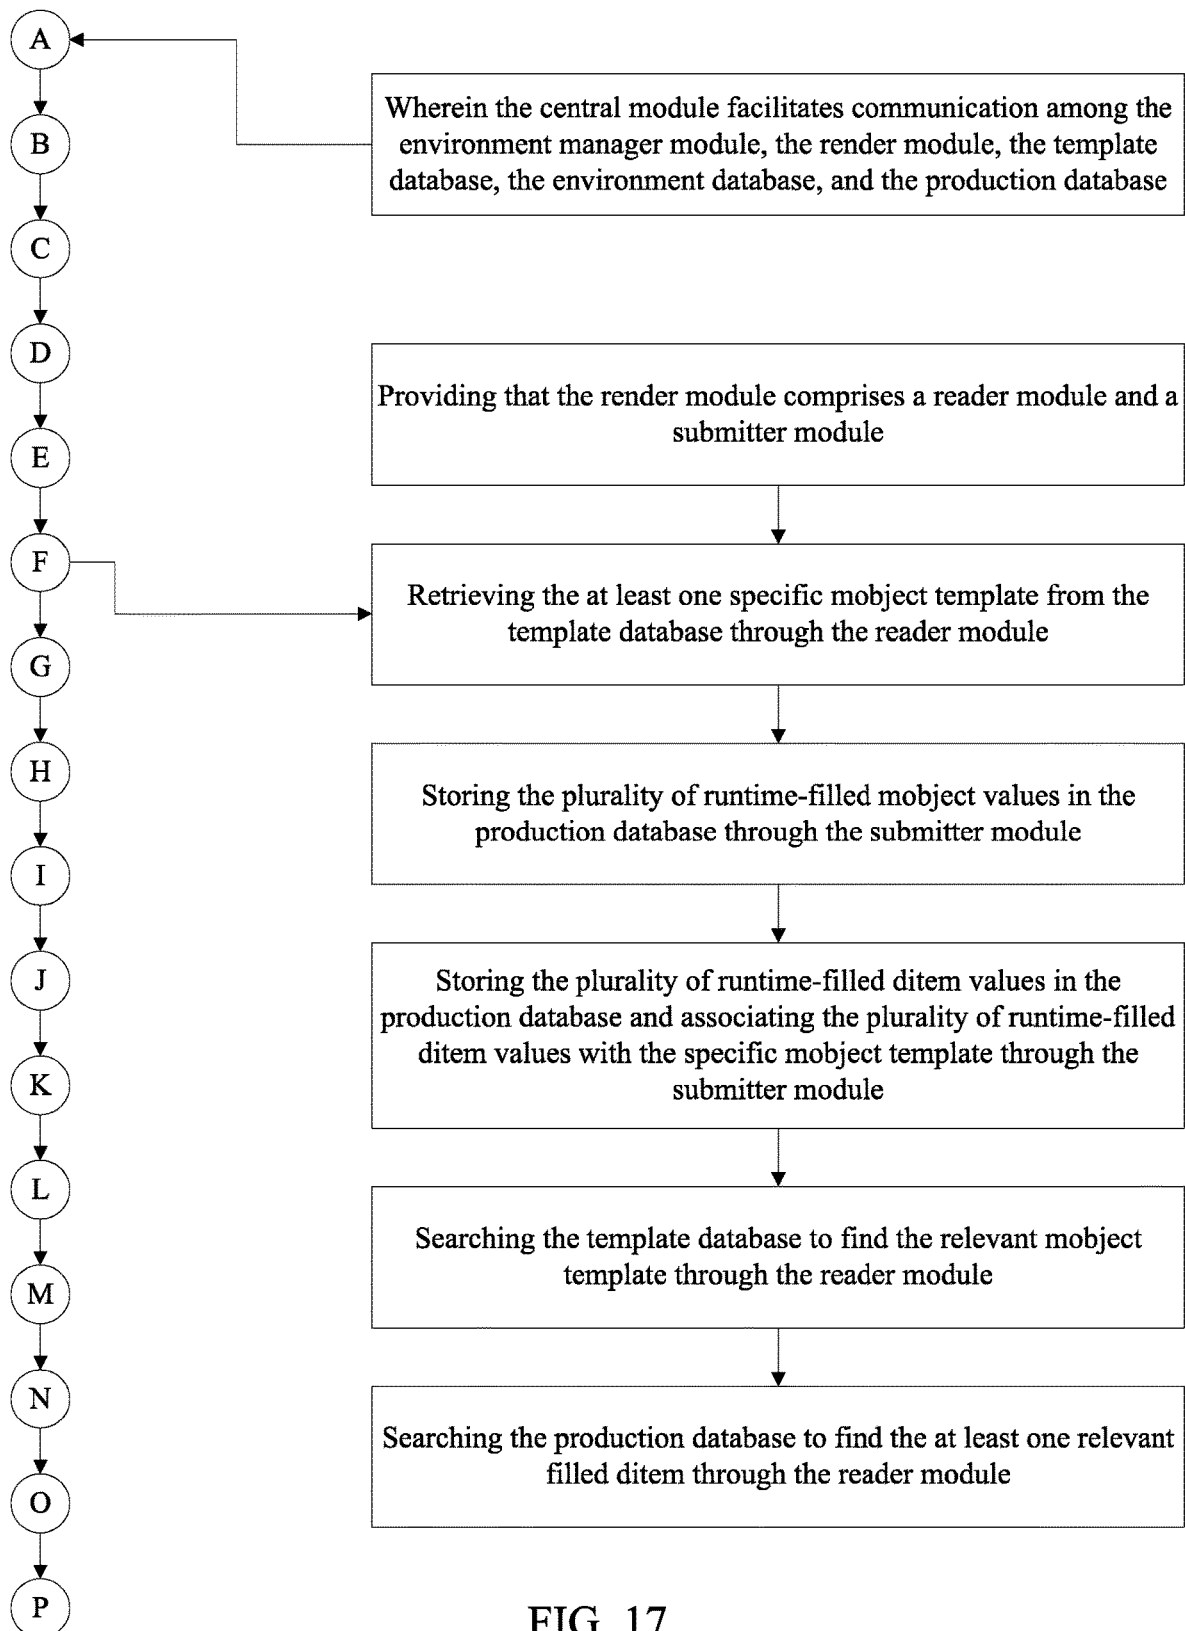 A
B
C
D
E
F
G
H
I
J
K
L
M
N
O
P
Wherein the central module facilitates communication among the
environment manager module, the render module, the template
database, the environment database, and the production database
Providing that the render module comprises a reader module and a
submitter module
Retrieving the at least one specific mobject template from the
template database through the reader module
Storing the plurality of runtime-filled mobject values in the
production database through the submitter module
Storing the plurality of runtime-filled ditem values in the
production database and associating the plurality of runtime-filled
ditem values with the specific mobject template through the
submitter module
Searching the template database to find the relevant mobject
template through the reader module
Searching the production database to find the at least one relevant
filled ditem through the reader module
FIG. 17